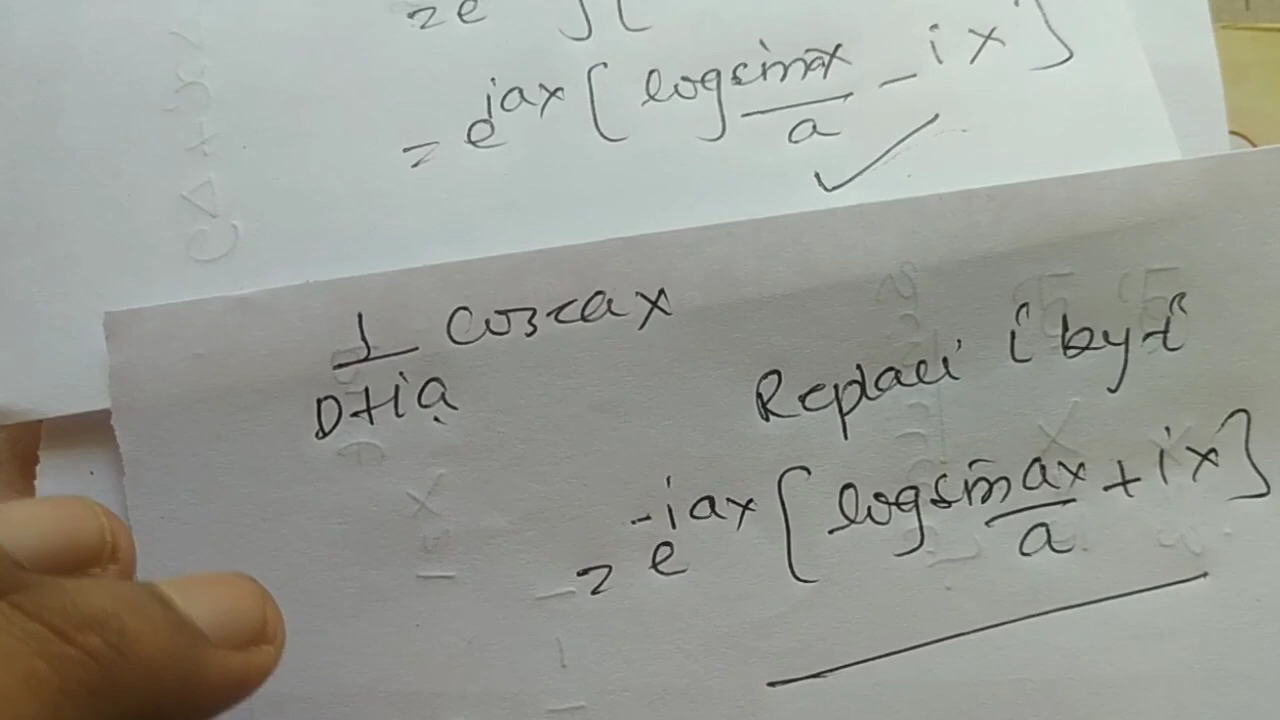 = e ∫ [
= e^{iax} [ log sin ax / a - ix ]
1 / D+ia cosec ax
Replace i by -i
= e^{-iax} [ log sin ax / a + ix ]